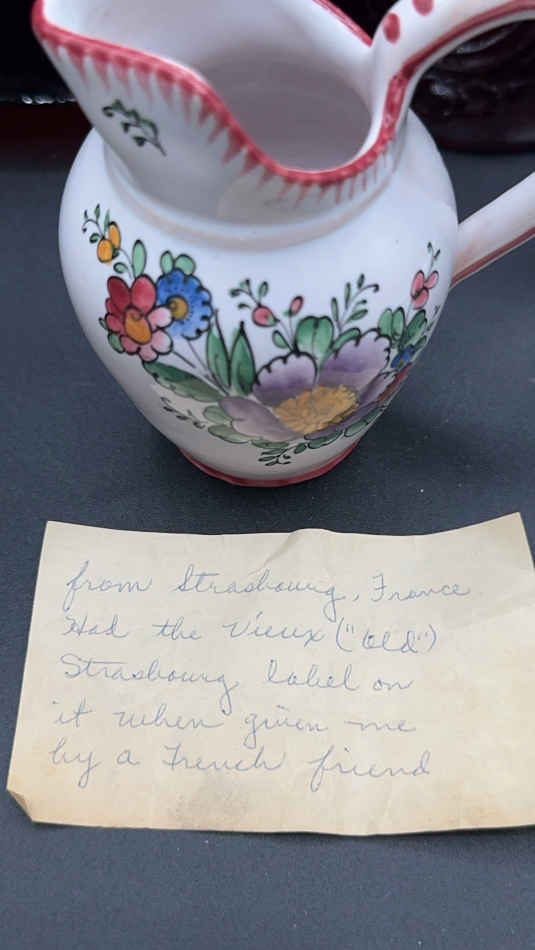 from Strasbourg, France
Had the Vieux ("old")
Strasbourg label on
it when given me
by a French friend